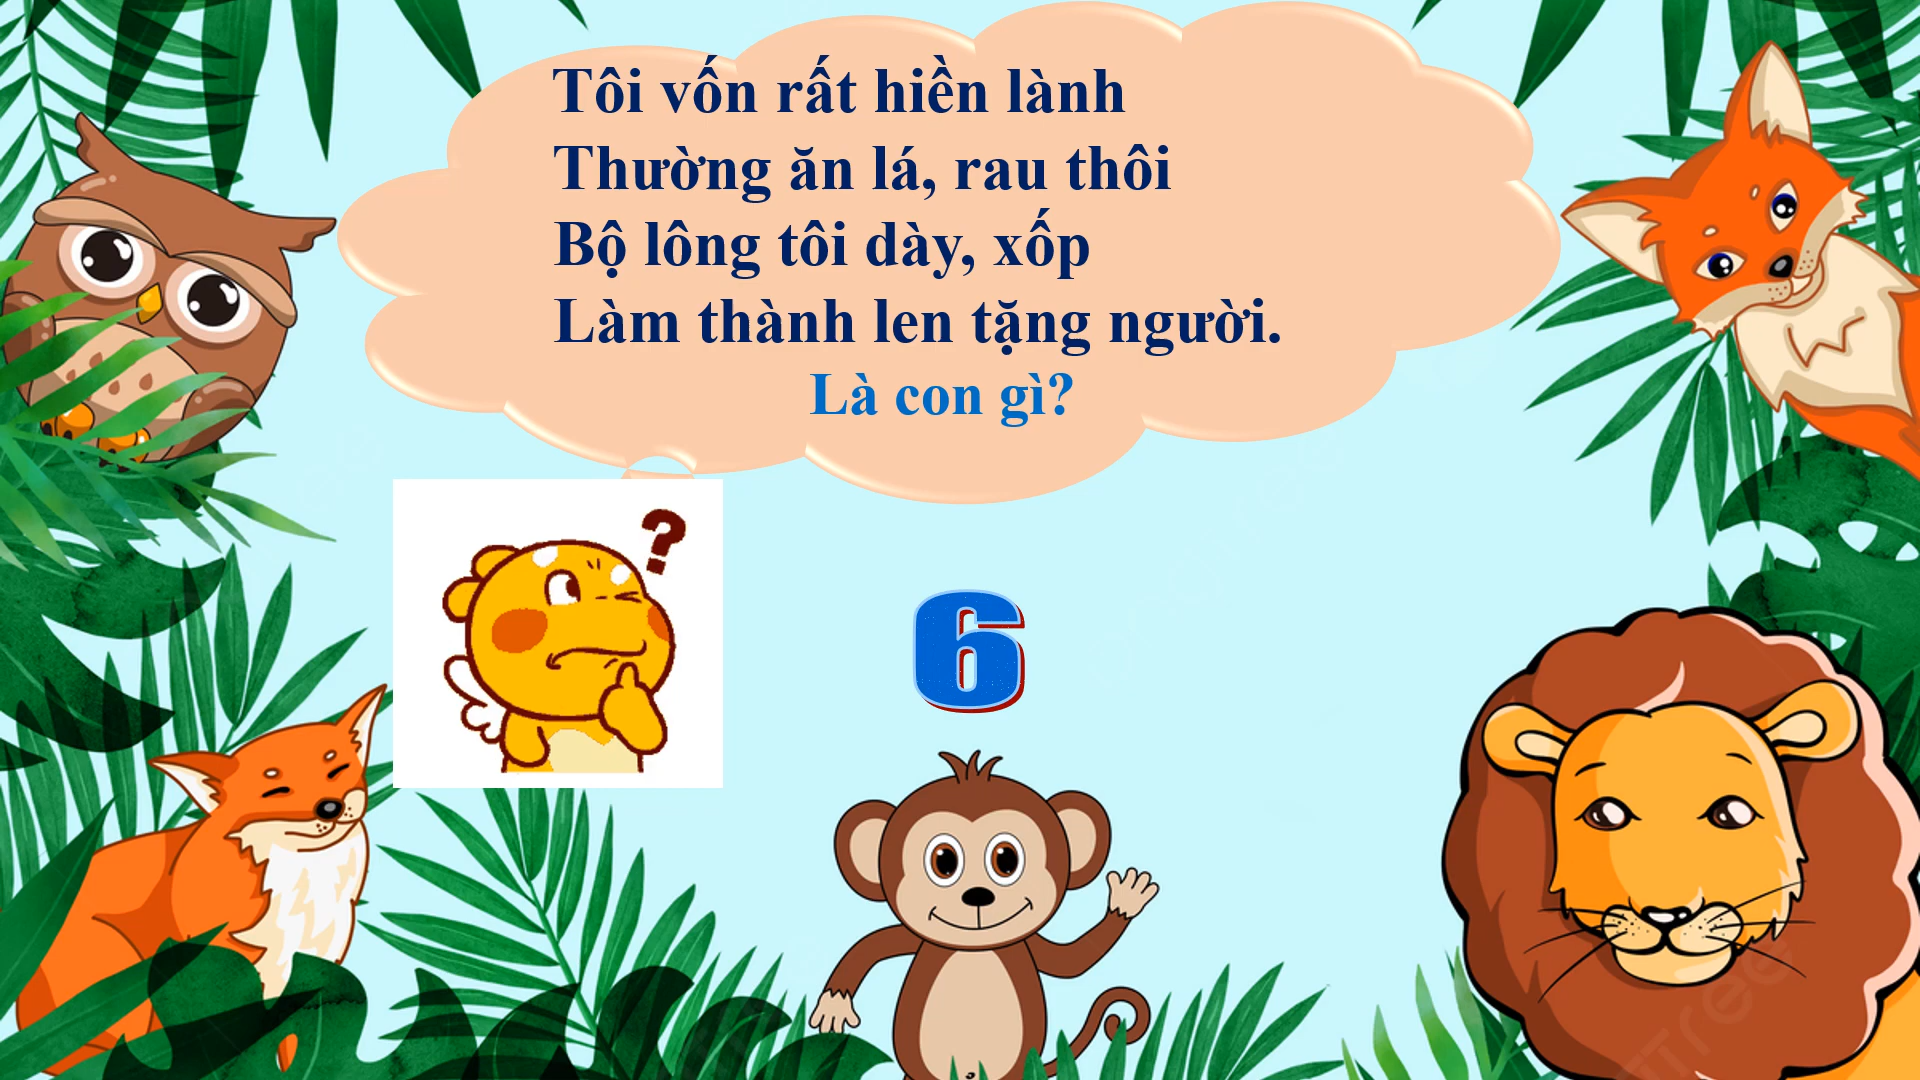 Tôi vốn rất hiền lành
Thường ăn lá, rau thôi
Bộ lông tôi dày, xốp
Làm thành len tặng người.
Là con gì?
?
6